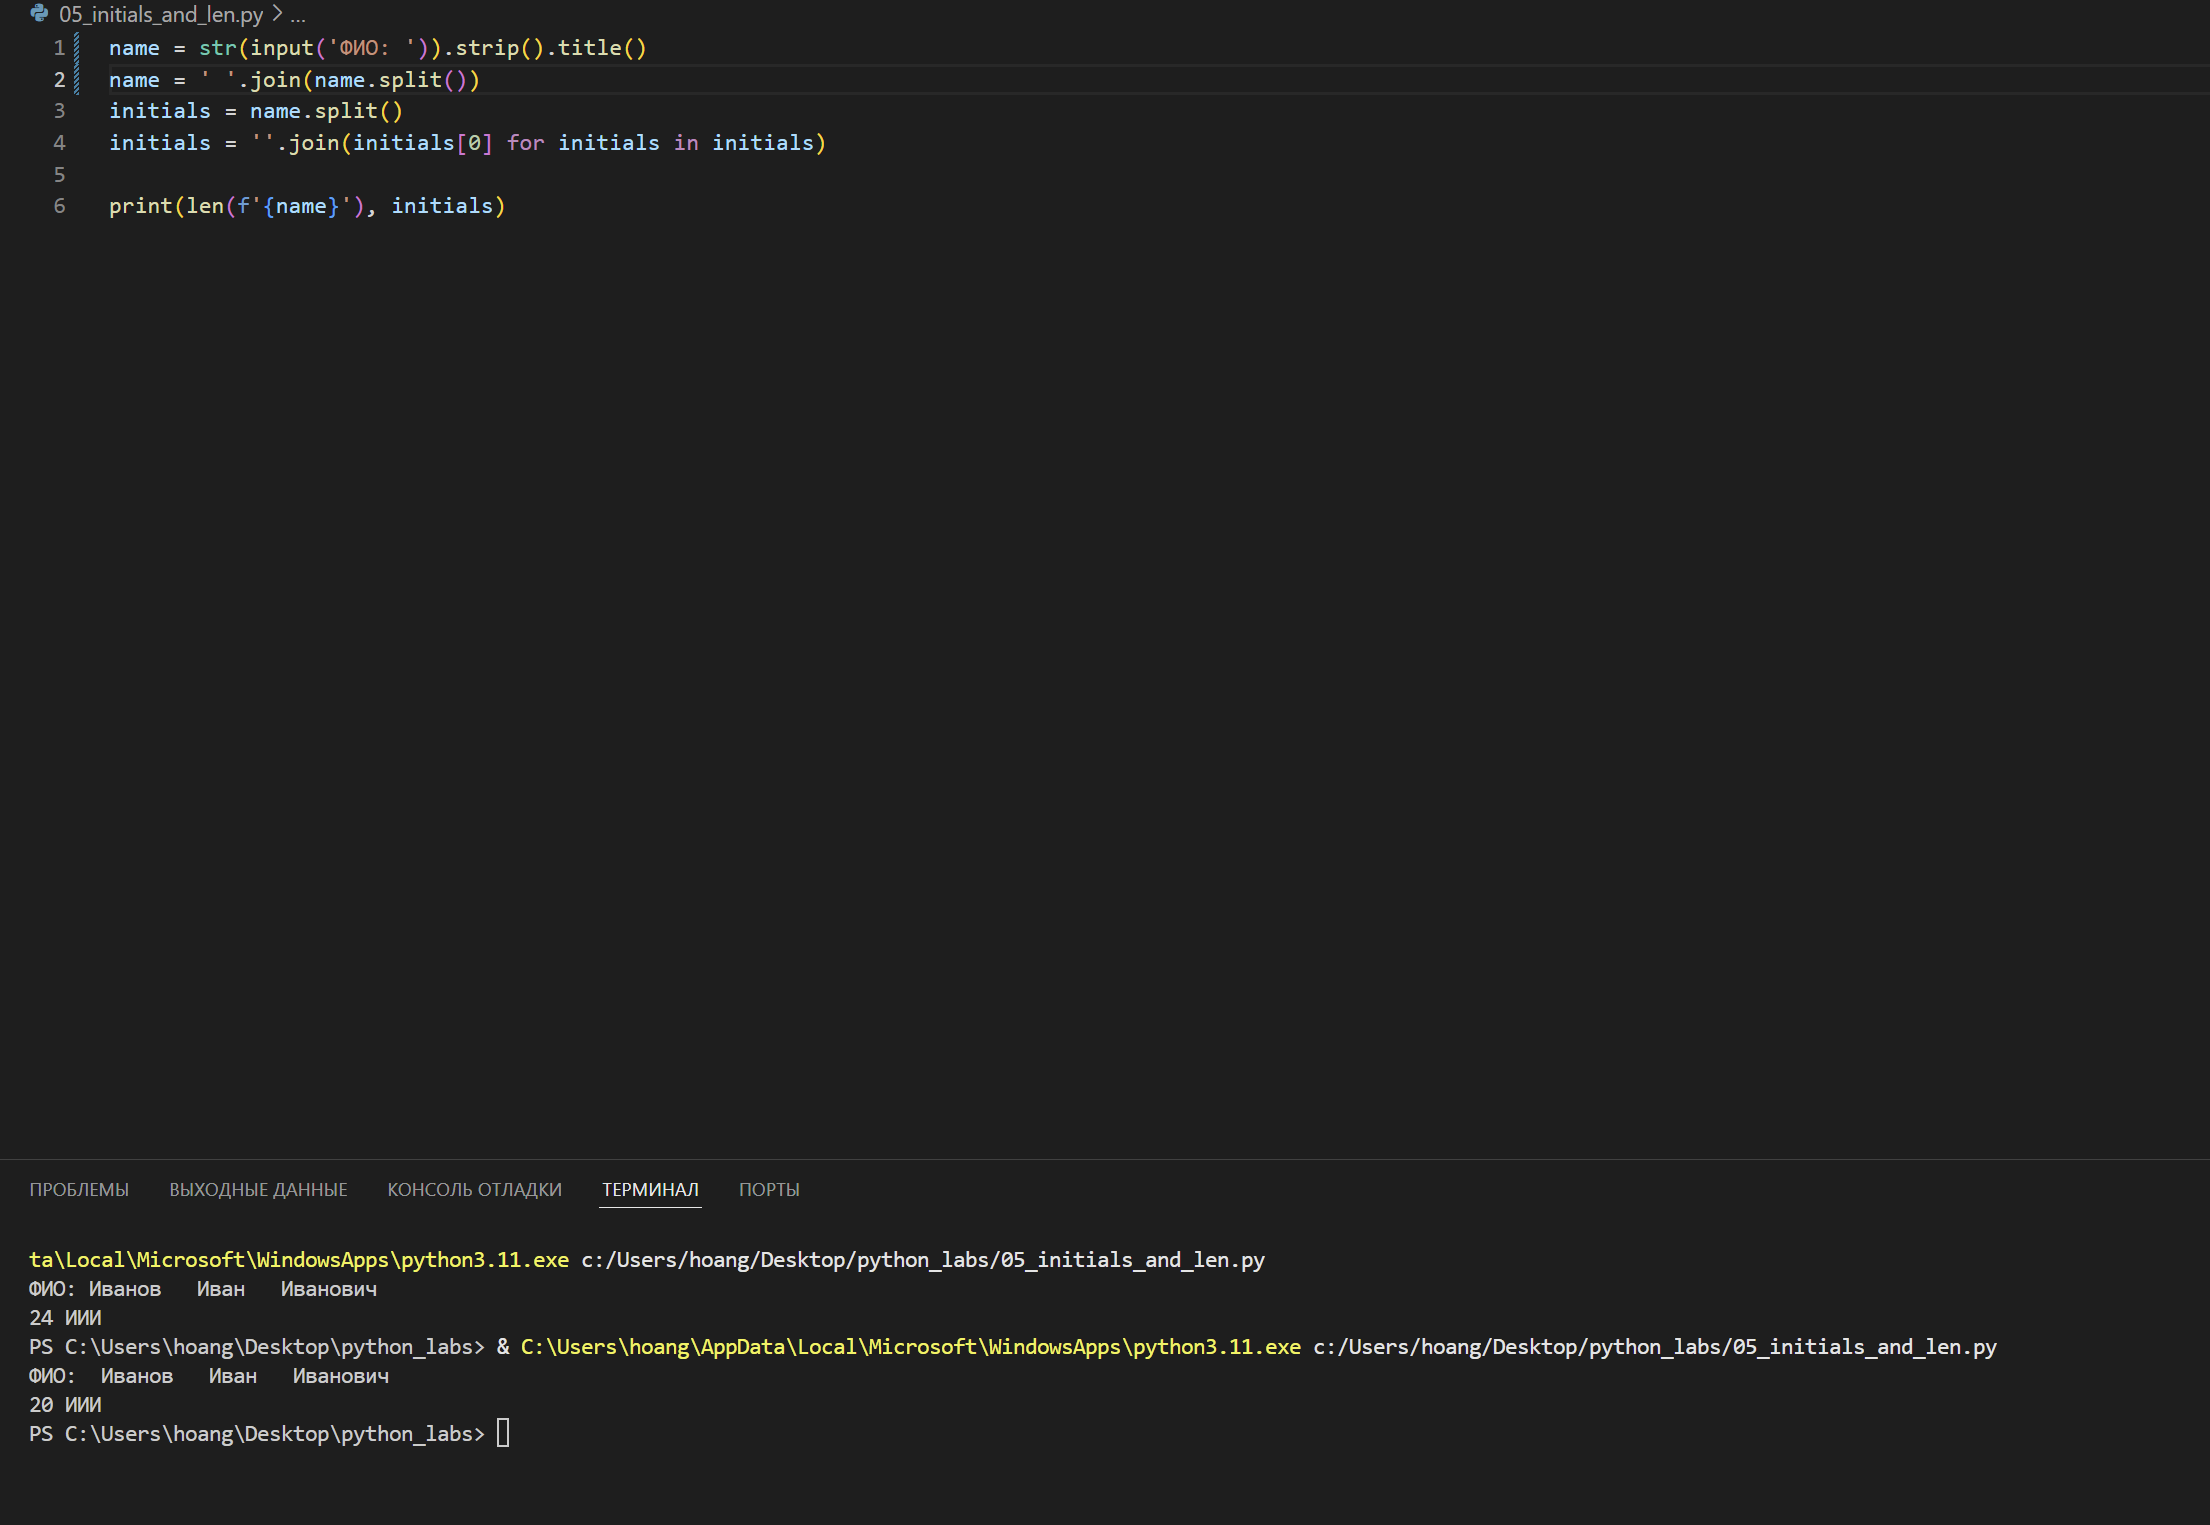 05_initials_and_len.py > ...
1 name = str(input('ФИО: ')).strip().title()
2 name = ' '.join(name.split())
3 initials = name.split()
4 initials = ''.join(initials[0] for initials in initials)
5
6 print(len(f'{name}'), initials)
ПРОБЛЕМЫ ВЫХОДНЫЕ ДАННЫЕ КОНСОЛЬ ОТЛАДКИ ТЕРМИНАЛ ПОРТЫ
ta\Local\Microsoft\WindowsApps\python3.11.exe c:/Users/hoang/Desktop/python_labs/05_initials_and_len.py
ФИО: Иванов   Иван   Иванович
24 ИИИ
PS C:\Users\hoang\Desktop\python_labs> & C:\Users\hoang\AppData\Local\Microsoft\WindowsApps\python3.11.exe c:/Users/hoang/Desktop/python_labs/05_initials_and_len.py
ФИО:  Иванов   Иван   Иванович
20 ИИИ
PS C:\Users\hoang\Desktop\python_labs>